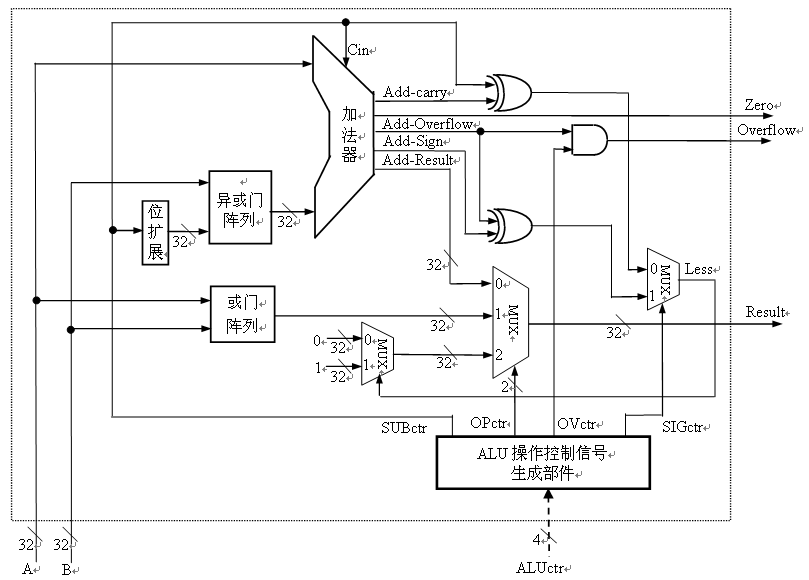 Cin↵
Add-carry↵
Zero↵
加
法
器↵
Add-Overflow↵
Overflow↵
Add-Sign↵
Add-Result↵
↵
异或门
阵列↵
32↵
位
扩
展↵
32↵
32↵
0
1
MUX↵
Less↵
或门
阵列↵
32↵
0↵
1↵
2
MUX↵
32↵
Result↵
0
32↵
0
1
32↵
1
MUX↵
32↵
2↵
SUBctr
OPctr
OVctr
SIGctr↵
ALU 操作控制信号
生成部件↵
32↵
32↵
4↵
A↵
B↵
ALUctr↵